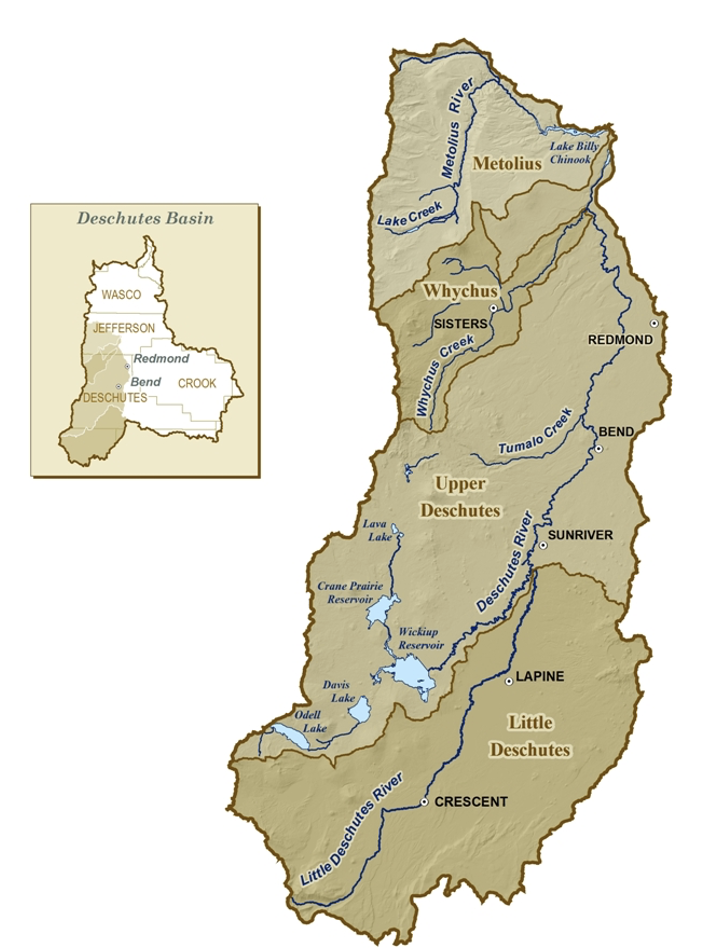 Deschutes Basin
WASCO
JEFFERSON
Redmond
Bend
CROOK
DESCHUTES
Metolius River
Lake Billy
Chinook
Metolius
Lake Creek
Whychus
SISTERS
Whychus Creek
REDMOND
Tumalo Creek
BEND
Upper
Deschutes
Lava
Lake
Deschutes River
SUNRIVER
Crane Prairie
Reservoir
Wickiup
Reservoir
LAPINE
Davis
Lake
Odell
Lake
Little
Deschutes
CRESCENT
Little Deschutes River